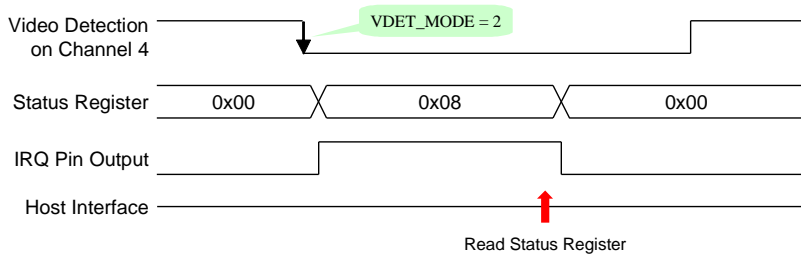 Video Detection
on Channel 4
VDET_MODE = 2
Status Register
0x00
0x08
0x00
IRQ Pin Output
Host Interface
Read Status Register